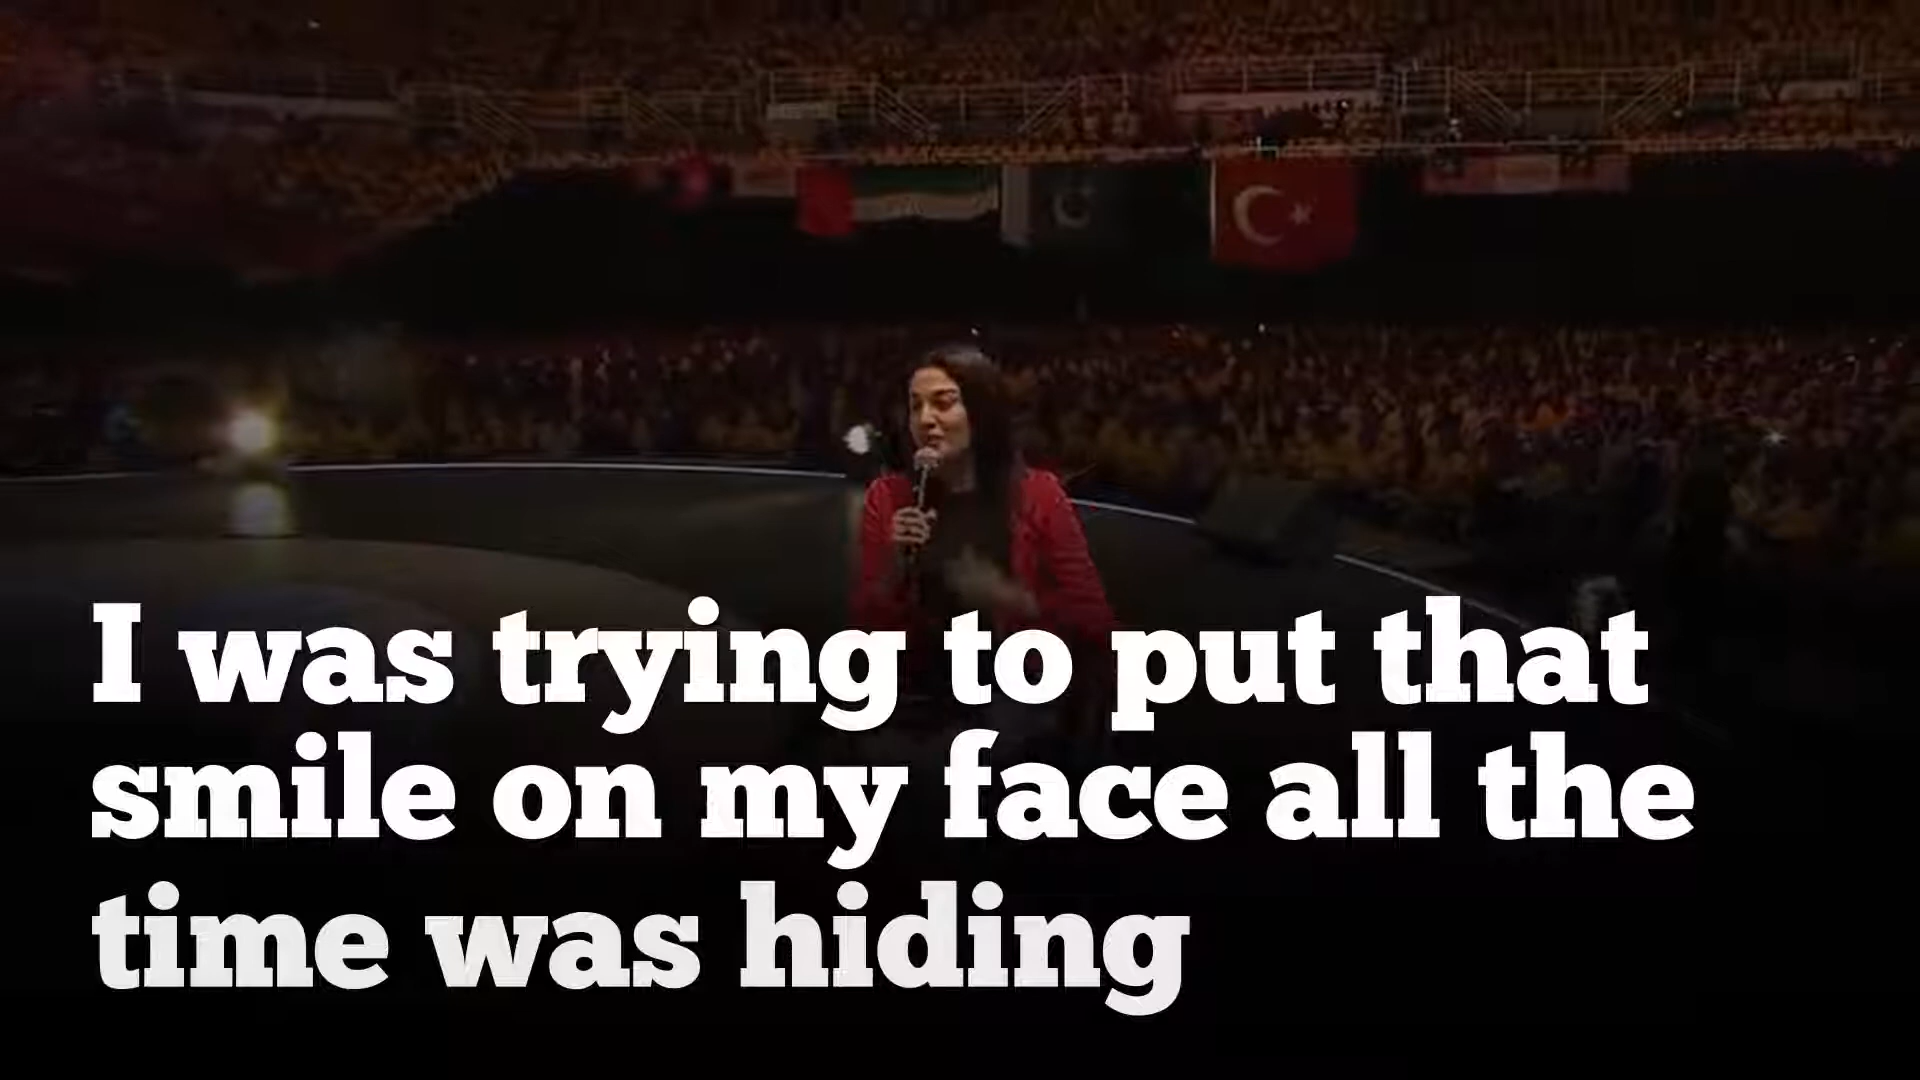 I was trying to put that
smile on my face all the
time was hiding